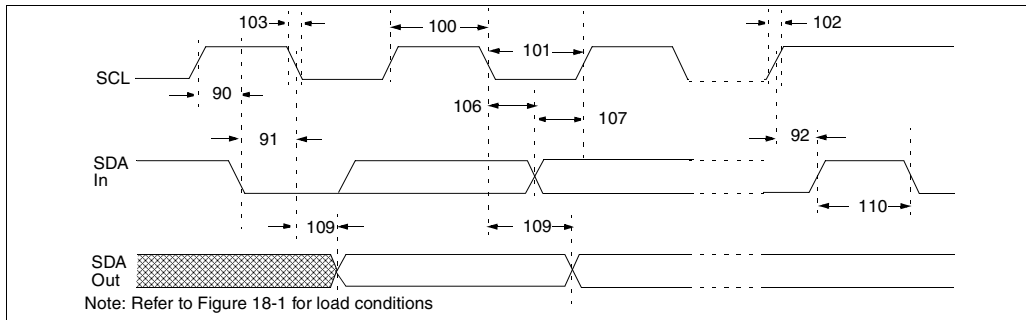 103
100
102
101
SCL
90
106
107
91
92
SDA
In
110
109
109
SDA
Out
Note: Refer to Figure 18-1 for load conditions